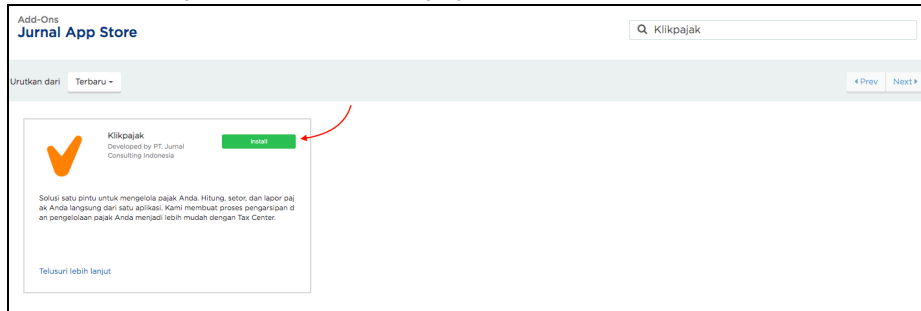 Add-Ons
Jurnal App Store
Klikpajak
Urutkan dari Terbaru
Prev Next
Klikpajak
Developed by PT. Jurnal
Consulting Indonesia
Install
Solusi satu pintu untuk mengelola pajak Anda. Hitung, setor, dan lapor paj
ak Anda langsung dari satu aplikasi. Kami membuat proses pengarsipan d
an pengelolaan pajak Anda menjadi lebih mudah dengan Tax Center.
Telusuri lebih lanjut